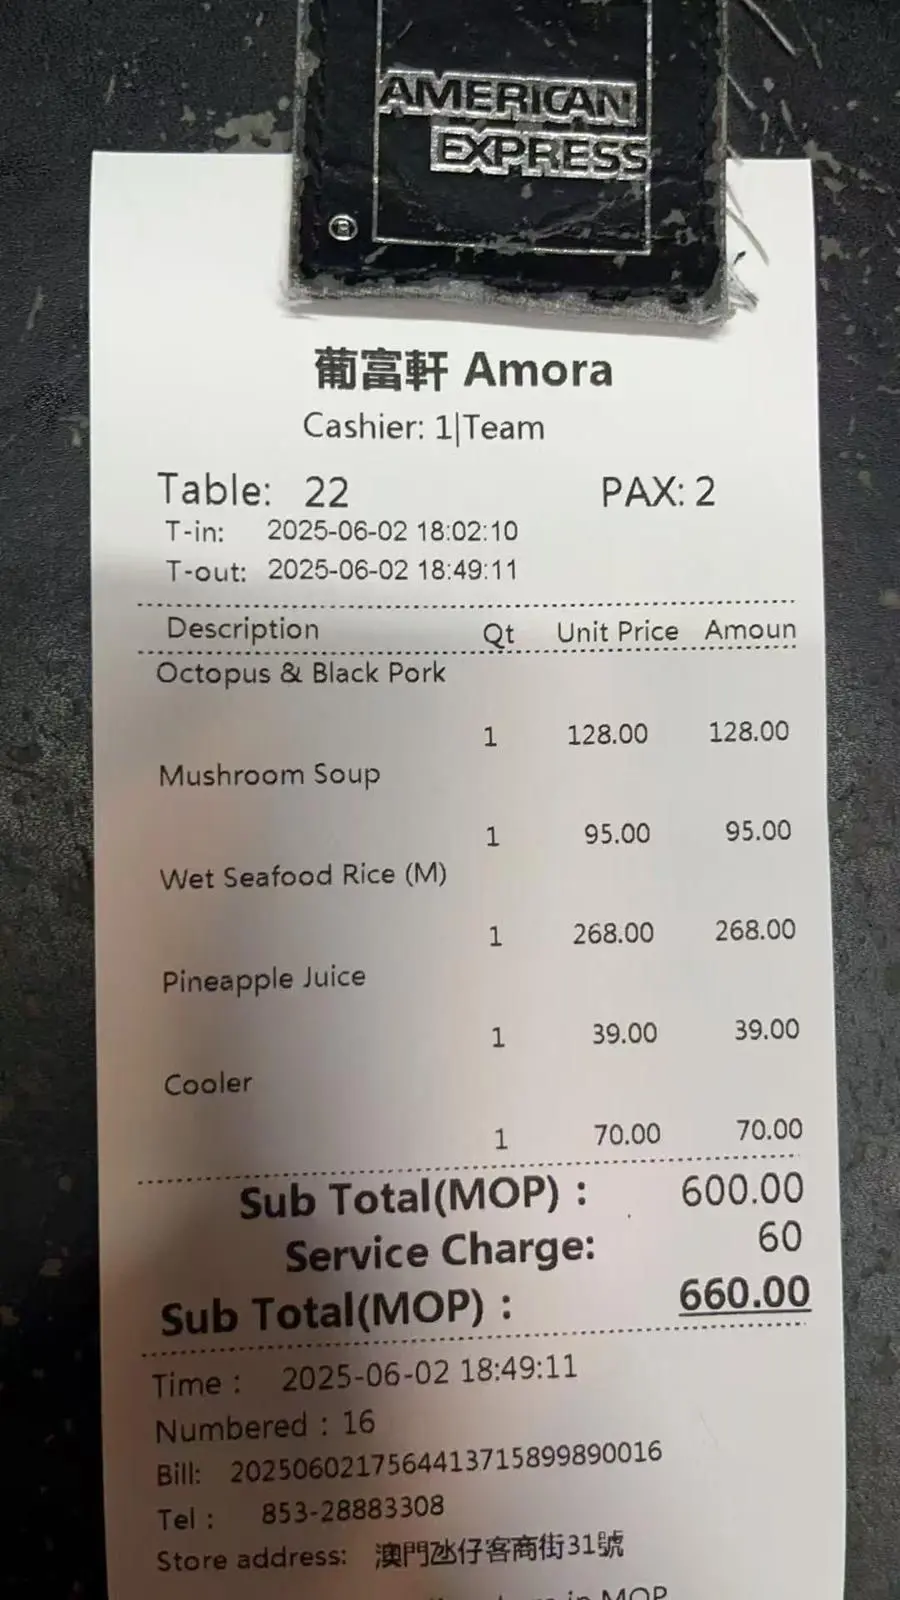 AMERICAN
EXPRESS
®
葡富軒 Amora
Cashier: 1|Team
Table: 22 PAX: 2
T-in: 2025-06-02 18:02:10
T-out: 2025-06-02 18:49:11
Description Qt Unit Price Amoun
Octopus & Black Pork
1 128.00 128.00
Mushroom Soup
1 95.00 95.00
Wet Seafood Rice (M)
1 268.00 268.00
Pineapple Juice
1 39.00 39.00
Cooler
1 70.00 70.00
Sub Total(MOP) : 600.00
Service Charge: 60
Sub Total(MOP) : 660.00
Time : 2025-06-02 18:49:11
Numbered : 16
Bill: 2025060217564413715899890016
Tel : 853-28883308
Store address: 澳門氹仔客商街31號
in MOP